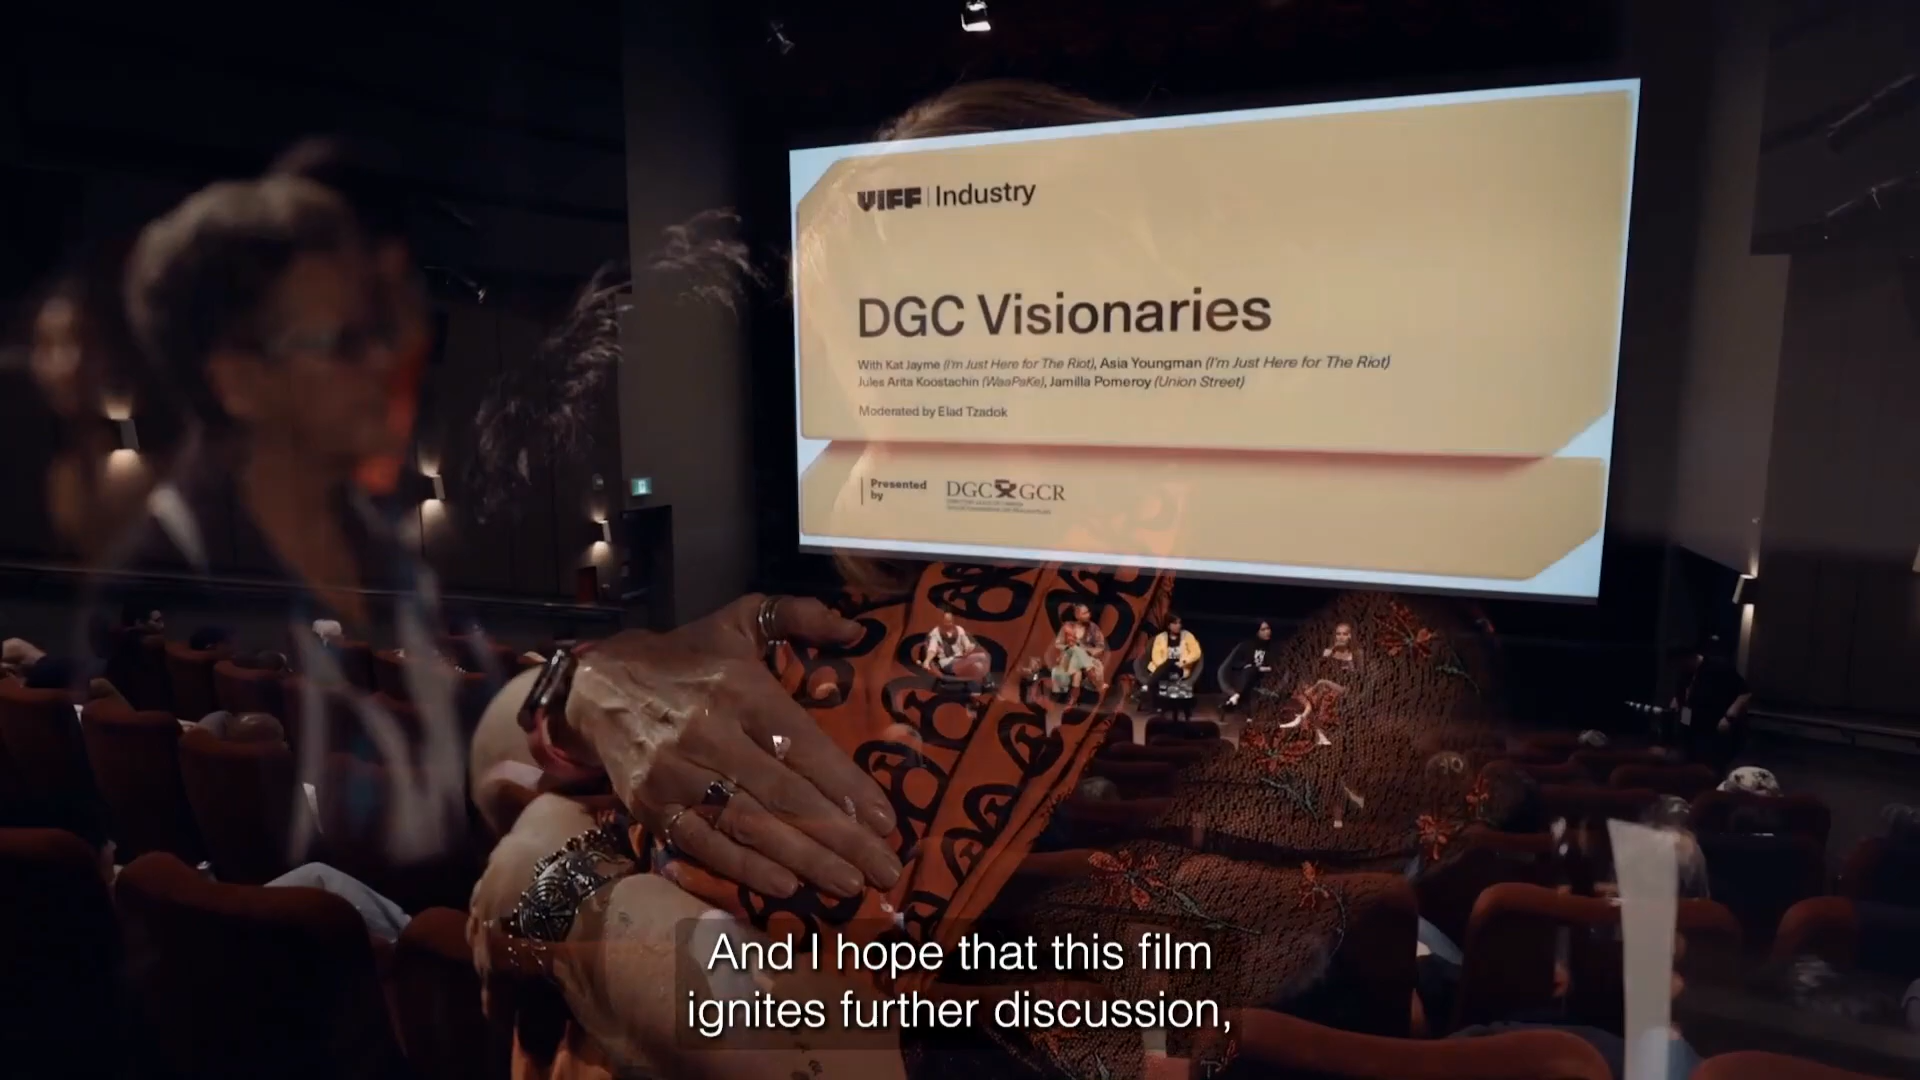 VIFF | Industry
DGC Visionaries
With Kat Jayme (I'm Just Here for The Riot), Asia Youngman (I'm Just Here for The Riot)
Jules Arita Koostachin (WaaPaKe), Jamilla Pomeroy (Union Street)
Moderated by Elad Tzadok
Presented
by
DGC GCR
And I hope that this film
ignites further discussion,